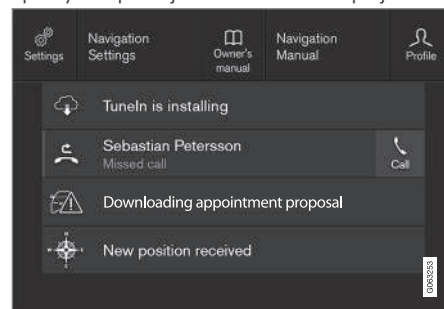 Settings
Navigation
Settings
Owner's
manual
Navigation
Manual
Profile
TuneIn is installing
Sebastian Petersson
Missed call
Call
Downloading appointment proposal
New position received
G063253